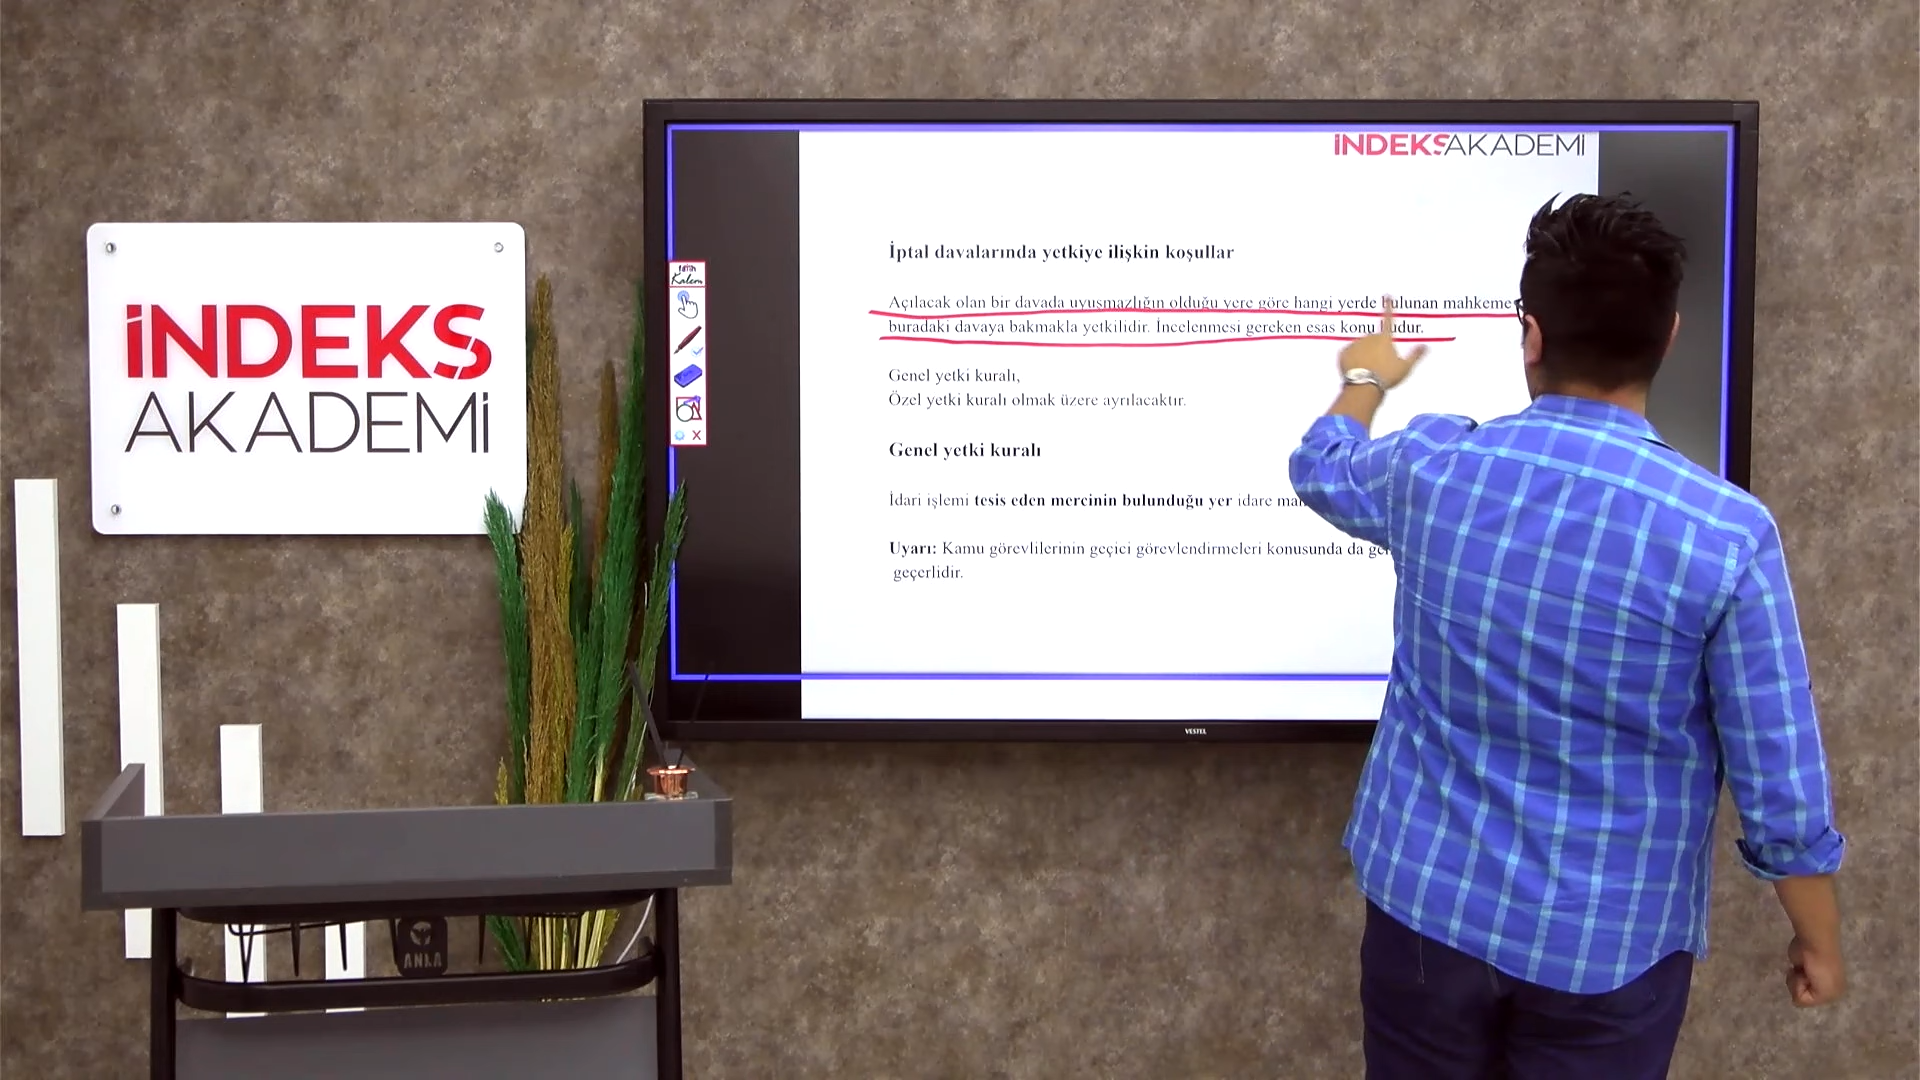 İNDEKS
AKADEMİ
İNDEKSAKADEMİ
Kalem
İptal davalarında yetkiye ilişkin koşullar
Açılacak olan bir davada uyuşmazlığın olduğu yere göre hangi yerde bulunan mahkeme
buradaki davaya bakmakla yetkilidir. İncelenmesi gereken esas konu budur.
Genel yetki kuralı,
Özel yetki kuralı olmak üzere ayrılacaktır.
Genel yetki kuralı
İdari işlemi tesis eden mercinin bulunduğu yer idare
Uyarı: Kamu görevlilerinin geçici görevlendirmeleri konusunda da
geçerlidir.
VESTEL
ANKA